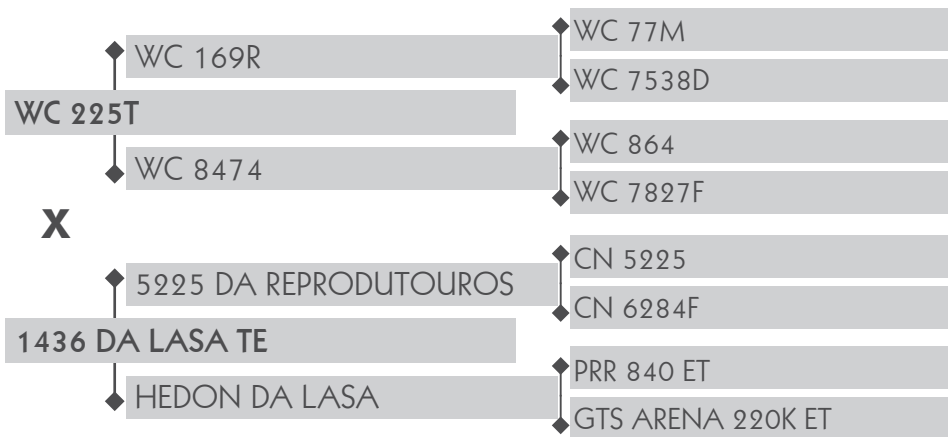 WC 77M
WC 169R
WC 7538D
WC 225T
WC 864
WC 8474
WC 7827F
X
CN 5225
5225 DA REPRODUTOUROS
CN 6284F
1436 DA LASA TE
PRR 840 ET
HEDON DA LASA
GTS ARENA 220K ET